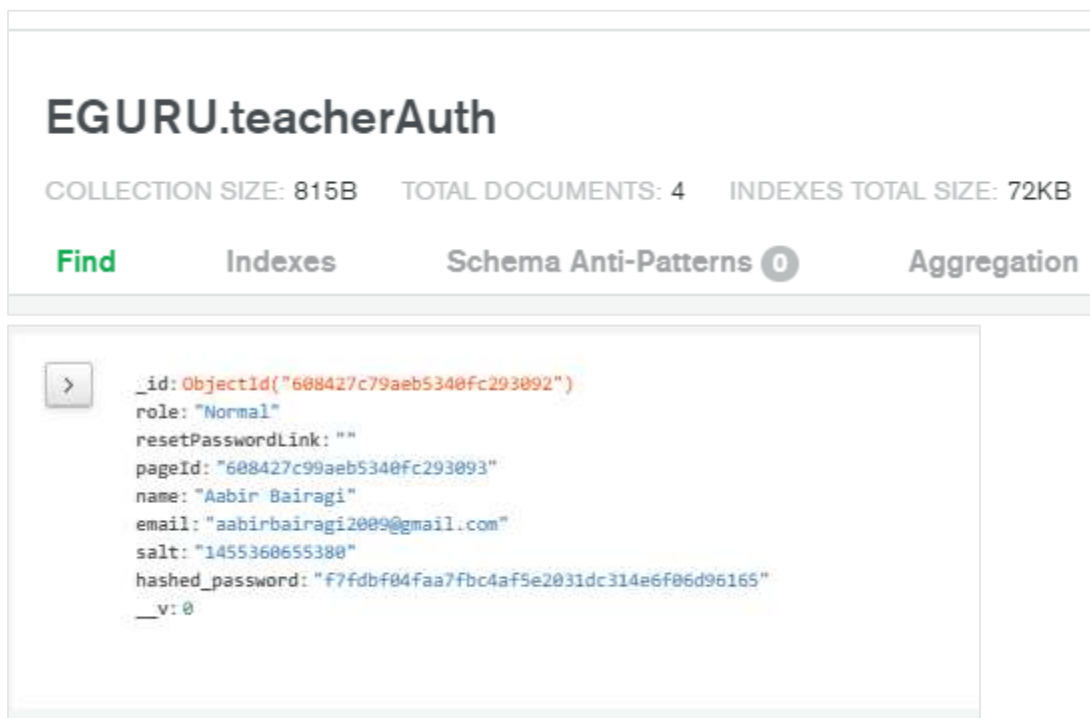 EGURU.teacherAuth
COLLECTION SIZE: 815B TOTAL DOCUMENTS: 4 INDEXES TOTAL SIZE: 72KB
Find Indexes Schema Anti-Patterns 0 Aggregation
_id: ObjectId("608427c79aeb5340fc293092")
role: "Normal"
resetPasswordLink: ""
pageId: "608427c99aeb5340fc293093"
name: "Aabir Bairagi"
email: "aabirbairagi2009@gmail.com"
salt: "1455360655380"
hashed_password: "f7fdbf04faa7fbc4af5e2031dc314e6f06d96165"
__v: 0